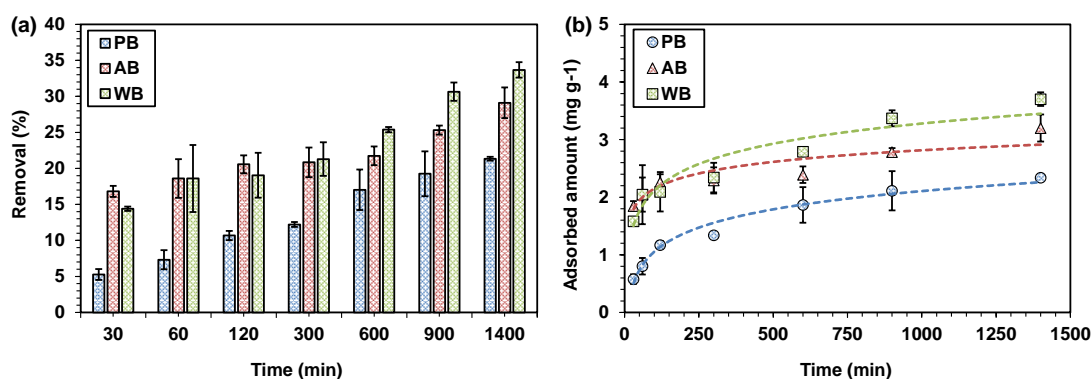 (a)
PB
AB
WB
Removal (%)
40
35
30
25
20
15
10
5
0
30 60 120 300 600 900 1400
Time (min)
(b)
PB
AB
WB
Adsorbed amount (mg g-1)
5
4
3
2
1
0
0 250 500 750 1000 1250 1500
Time (min)